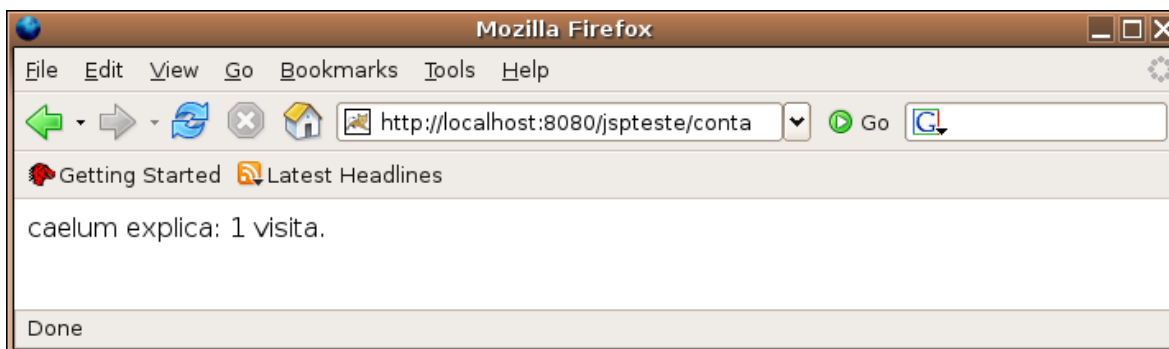 Mozilla Firefox
File Edit View Go Bookmarks Tools Help
http://localhost:8080/jspteste/conta Go G
Getting Started Latest Headlines
caelum explica: 1 visita.
Done